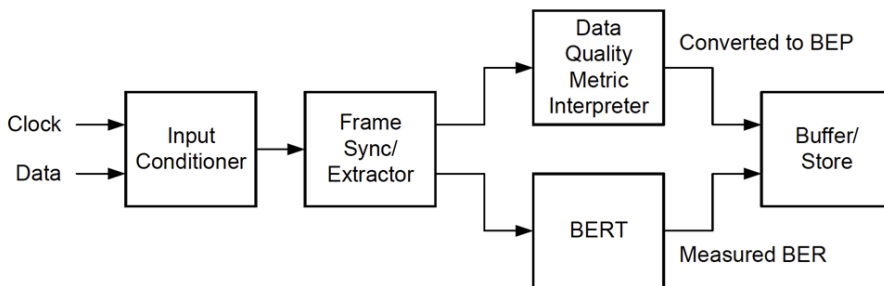 Clock
Data
Input
Conditioner
Frame
Sync/
Extractor
Data
Quality
Metric
Interpreter
Converted to BEP
BERT
Measured BER
Buffer/
Store